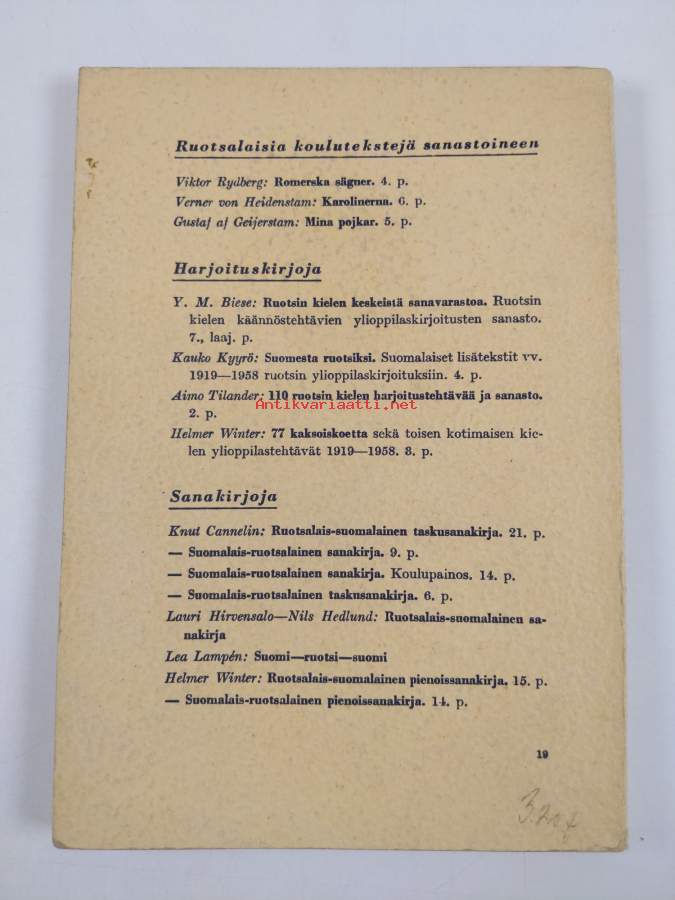 Ruotsalaisia koulutekstejä sanastoineen
Viktor Rydberg: Romerska sägner. 4. p.
Verner von Heidenstam: Karolinerna. 6. p.
Gustaf af Geijerstam: Mina pojkar. 5. p.
Harjoituskirjoja
Y. M. Biese: Ruotsin kielen keskeistä sanavarastoa. Ruotsin
kielen käännöstehtävien ylioppilaskirjoitusten sanasto.
7., laaj. p.
Kauko Kyyrö: Suomesta ruotsiksi. Suomalaiset lisätekstit vv.
1919—1958 ruotsin ylioppilaskirjoituksiin. 4. p.
Aimo Tilander: 110 ruotsin kielen harjoitustehtävää ja sanasto.
Antikvariaatti.net
2. p.
Helmer Winter: 77 kaksoiskoetta sekä toisen kotimaisen kie-
len ylioppilastehtävät 1919—1958. 3. p.
Sanakirjoja
Knut Cannelin: Ruotsalais-suomalainen taskusanakirja. 21. p.
— Suomalais-ruotsalainen sanakirja. 9. p.
— Suomalais-ruotsalainen sanakirja. Koulupainos. 14. p.
— Suomalais-ruotsalainen taskusanakirja. 6. p.
Lauri Hirvensalo—Nils Hedlund: Ruotsalais-suomalainen sa-
nakirja
Lea Lampén: Suomi—ruotsi—suomi
Helmer Winter: Ruotsalais-suomalainen pienoissanakirja. 15. p.
— Suomalais-ruotsalainen pienoissanakirja. 14. p.
19